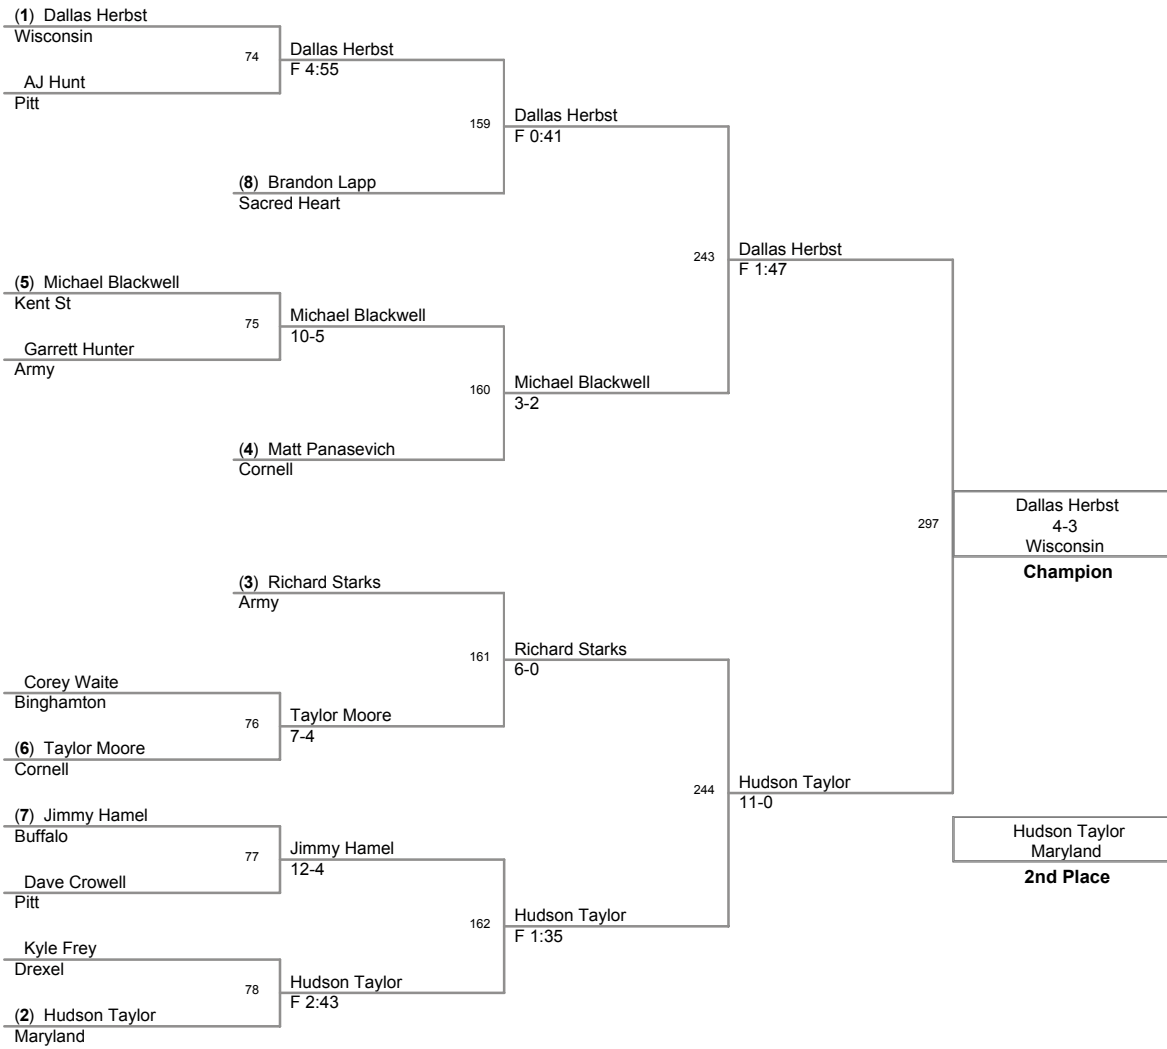 (1) Dallas Herbst
Wisconsin
74
Dallas Herbst
F 4:55
AJ Hunt
Pitt
159
Dallas Herbst
F 0:41
(8) Brandon Lapp
Sacred Heart
243
Dallas Herbst
F 1:47
(5) Michael Blackwell
Kent St
75
Michael Blackwell
10-5
Garrett Hunter
Army
160
Michael Blackwell
3-2
(4) Matt Panasevich
Cornell
297
Dallas Herbst
4-3
Wisconsin
Champion
(3) Richard Starks
Army
161
Richard Starks
6-0
Corey Waite
Binghamton
76
Taylor Moore
7-4
(6) Taylor Moore
Cornell
244
Hudson Taylor
11-0
(7) Jimmy Hamel
Buffalo
77
Jimmy Hamel
12-4
Dave Crowell
Pitt
162
Hudson Taylor
F 1:35
Kyle Frey
Drexel
78
Hudson Taylor
F 2:43
(2) Hudson Taylor
Maryland
Hudson Taylor
Maryland
2nd Place